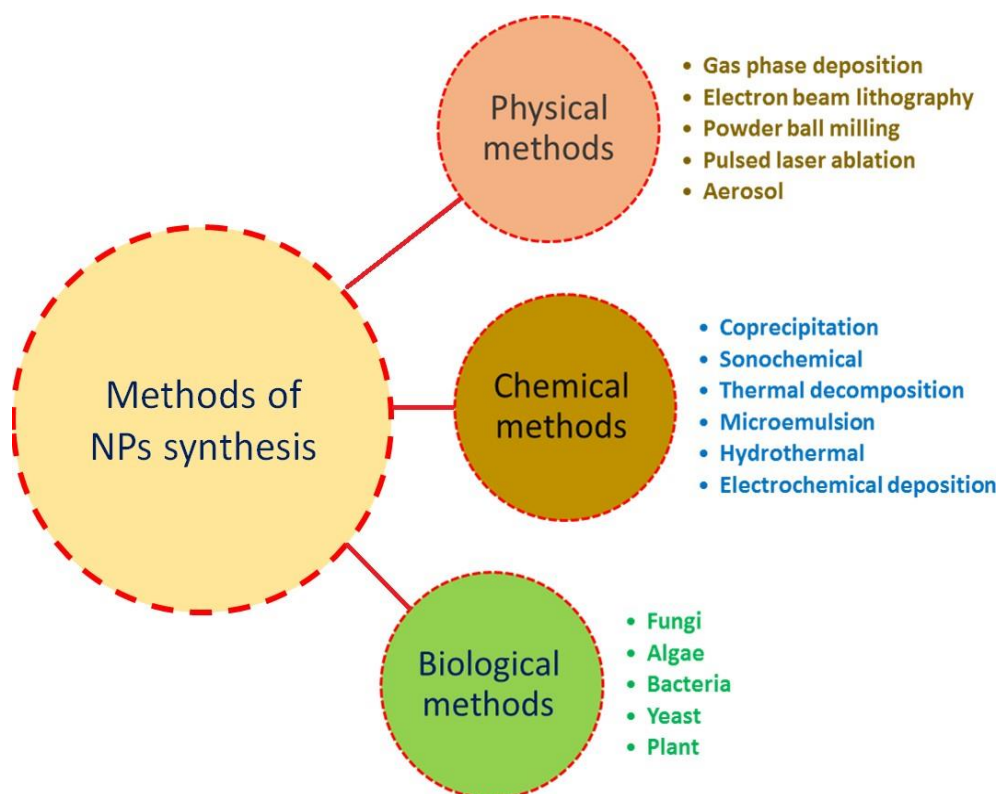 Physical
methods
• Gas phase deposition
• Electron beam lithography
• Powder ball milling
• Pulsed laser ablation
• Aerosol
Methods of
NPs synthesis
Chemical
methods
• Coprecipitation
• Sonochemical
• Thermal decomposition
• Microemulsion
• Hydrothermal
• Electrochemical deposition
Biological
methods
• Fungi
• Algae
• Bacteria
• Yeast
• Plant